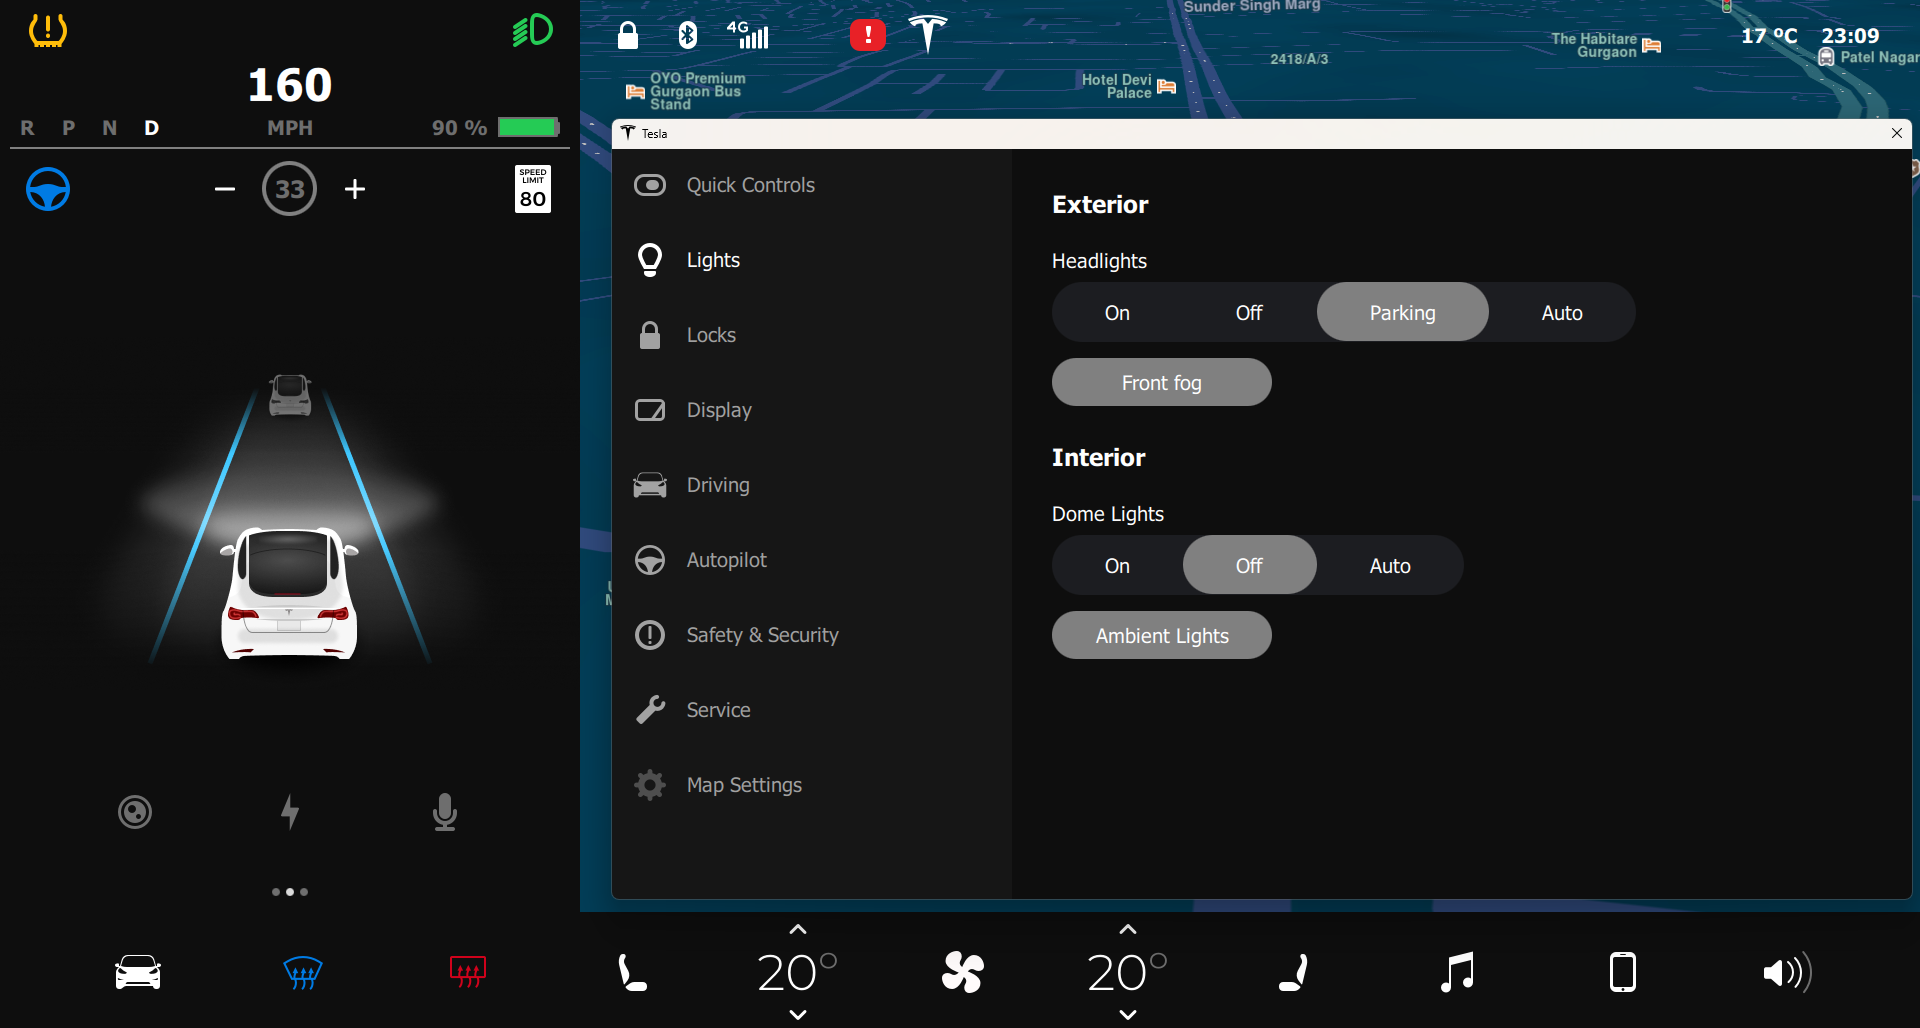 160
R P N D
MPH
90 %
33
SPEED
LIMIT
80
4G
!
Sunder Singh Marg
2418/A/3
The Habitare
Gurgaon
17 ºC
23:09
Patel Nagar
OYO Premium
Gurgaon Bus
Stand
Hotel Devi
Palace
Tesla
Quick Controls
Lights
Locks
Display
Driving
Autopilot
Safety & Security
Service
Map Settings
Exterior
Headlights
On Off Parking Auto
Front fog
Interior
Dome Lights
On Off Auto
Ambient Lights
20°
20°